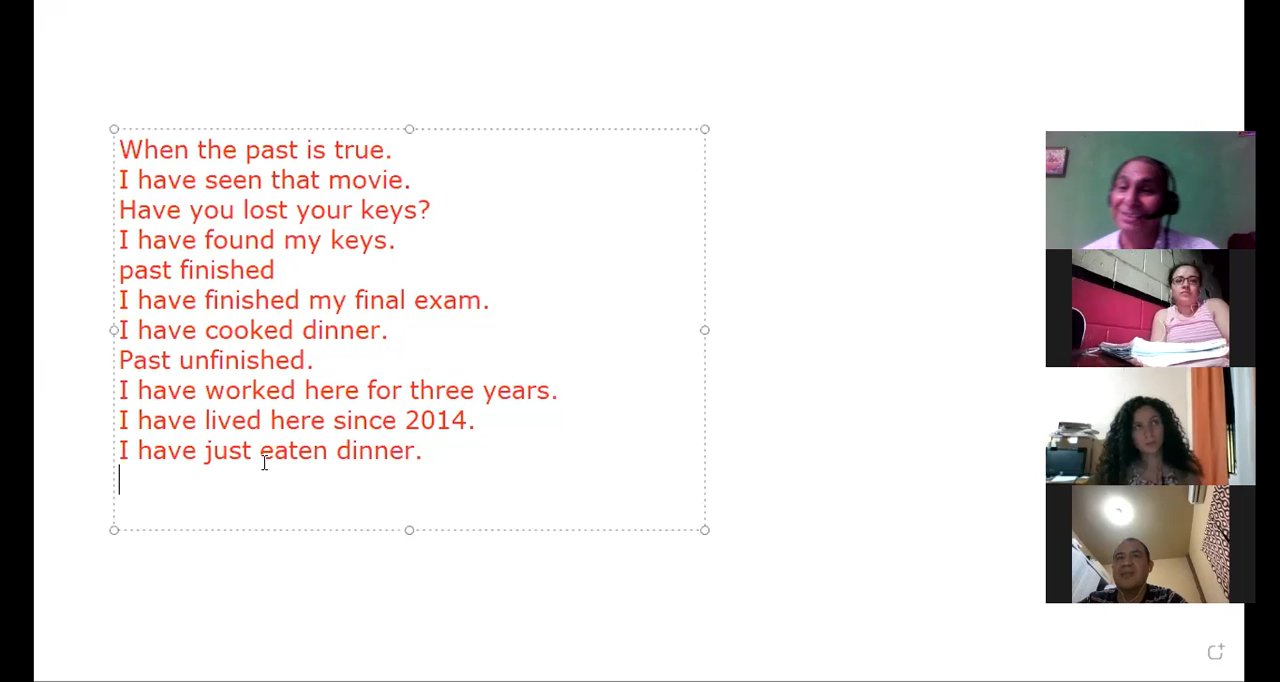 When the past is true.
I have seen that movie.
Have you lost your keys?
I have found my keys.
past finished
I have finished my final exam.
I have cooked dinner.
Past unfinished.
I have worked here for three years.
I have lived here since 2014.
I have just eaten dinner.